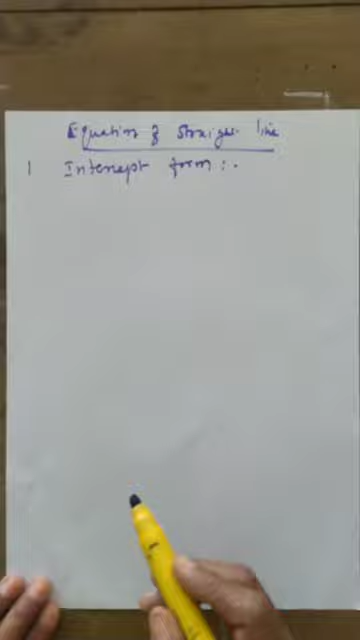 Equation of straight line
1 Intercept form :-